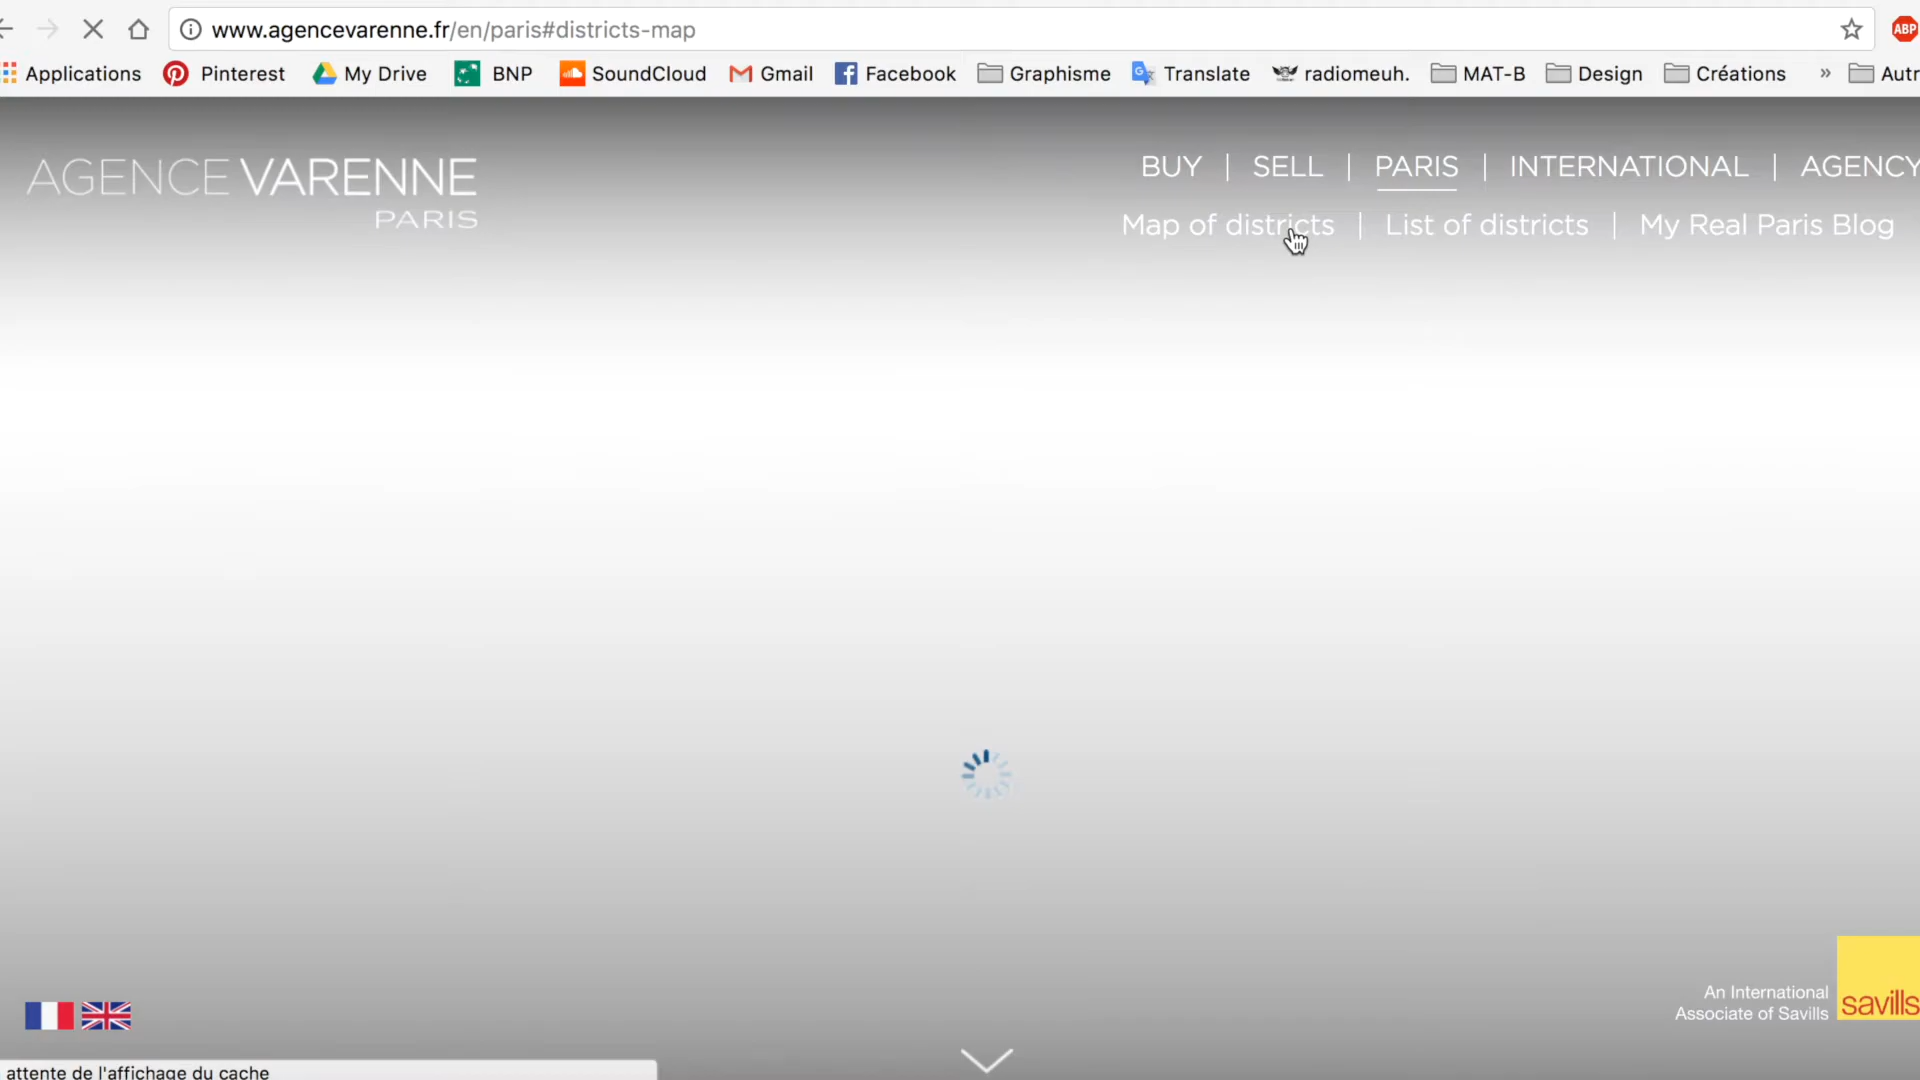 www.agencevarenne.fr/en/paris#districts-map
ABP
Applications Pinterest My Drive BNP SoundCloud Gmail Facebook Graphisme Translate radiomeuh. MAT-B Design Créations » Autr
AGENCE VARENNE
PARIS
BUY | SELL | PARIS | INTERNATIONAL | AGENCY
Map of districts | List of districts | My Real Paris Blog
An International
Associate of Savills
savills
attente de l'affichage du cache